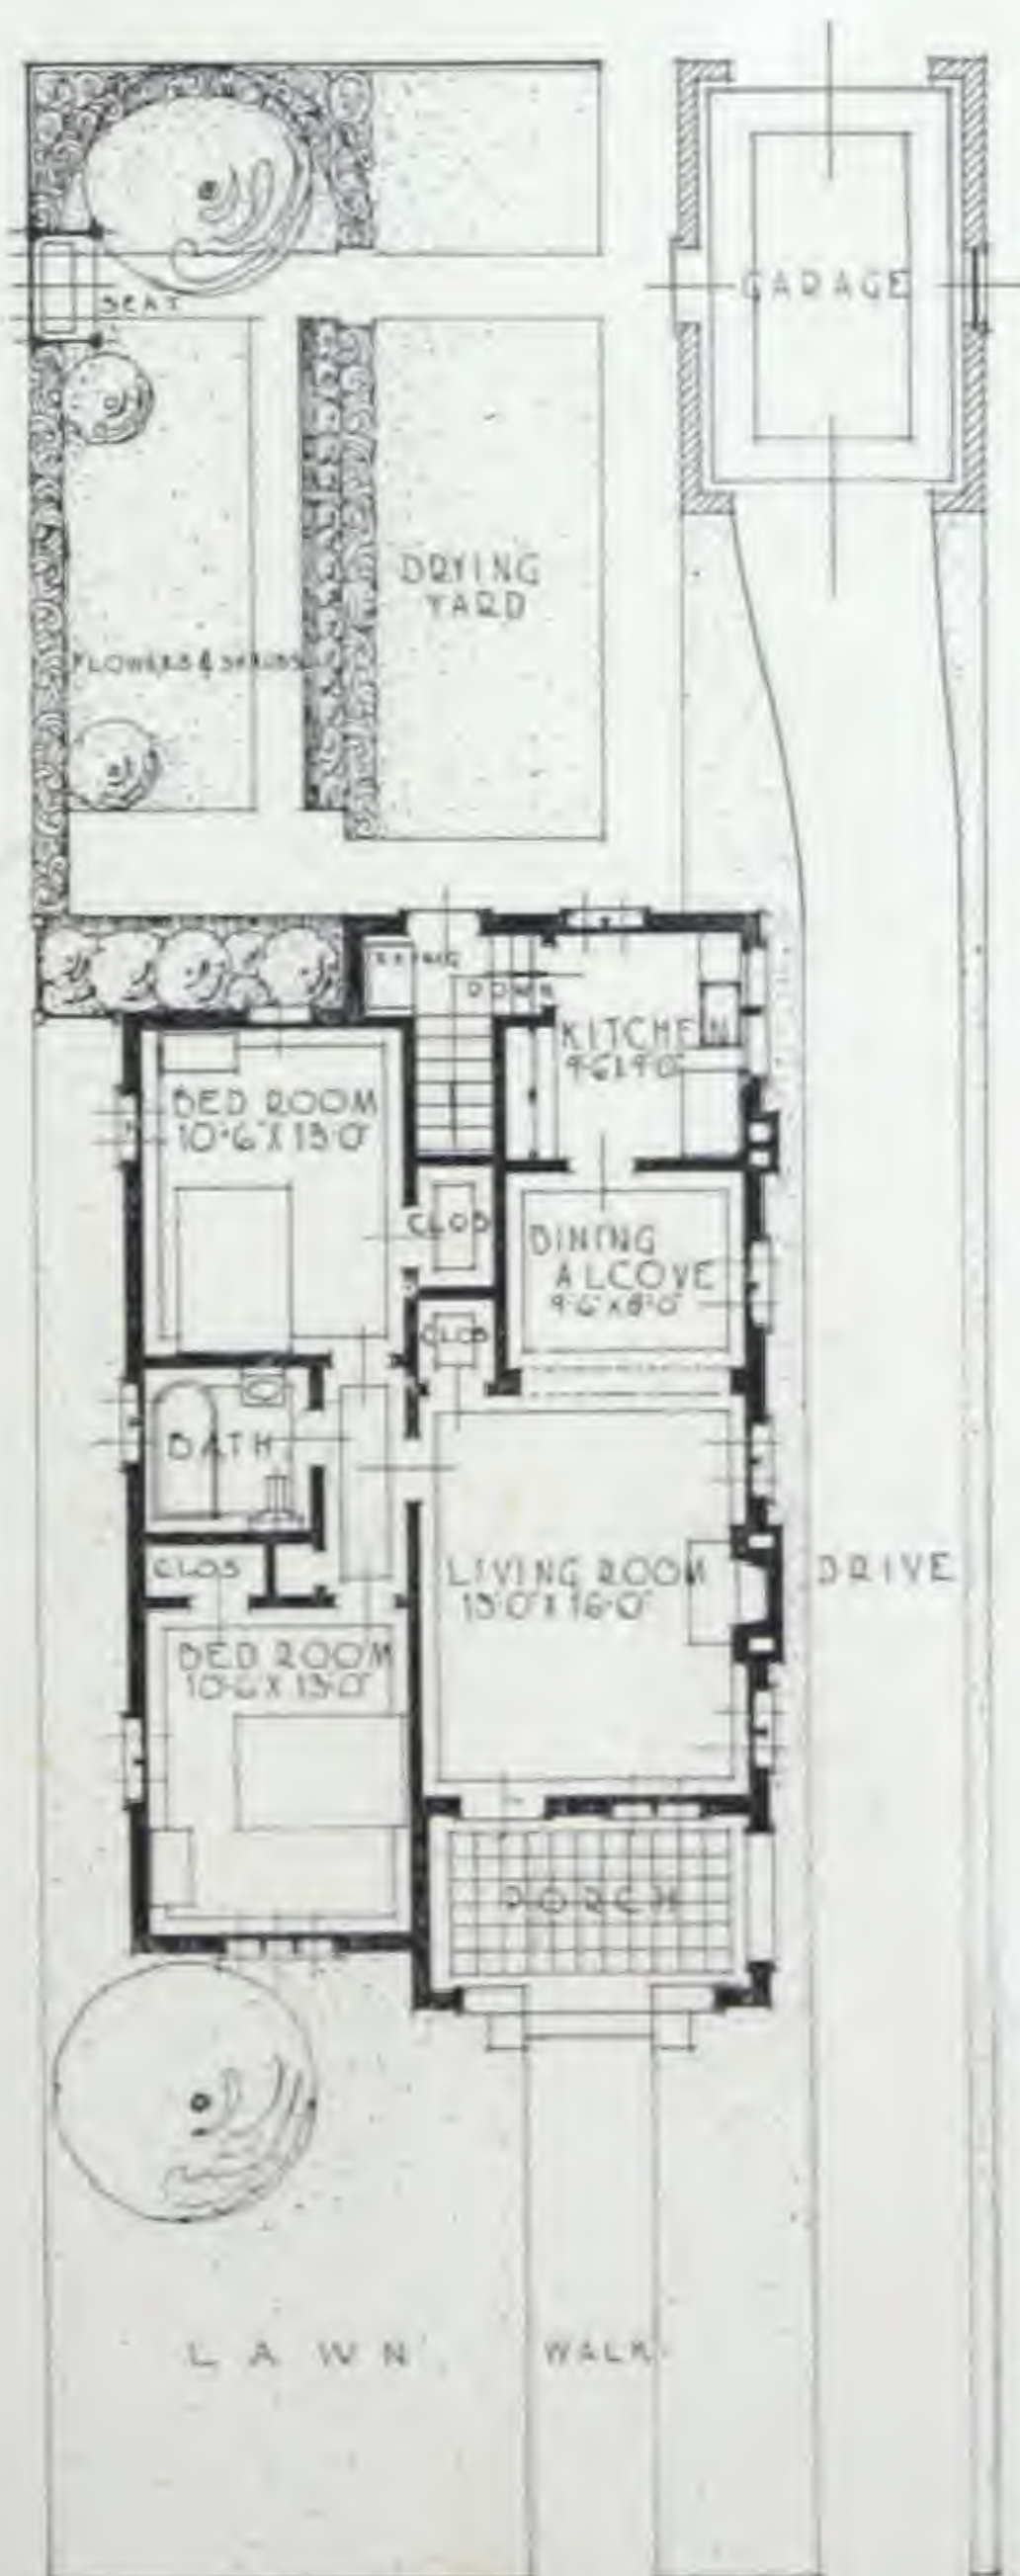 GARAGE
SEAT
DRYING
YARD
FLOWERS & SHRUBS
DOWN
KITCHEN
9-6 X 9-0
BED ROOM
10-6 X 13-0
CLOS
DINING
ALCOVE
9-6 X 8-0
CLOS
BATH
CLOS
LIVING ROOM
13-0 X 16-0
DRIVE
BED ROOM
10-6 X 13-0
PORCH
LAWN
WALK